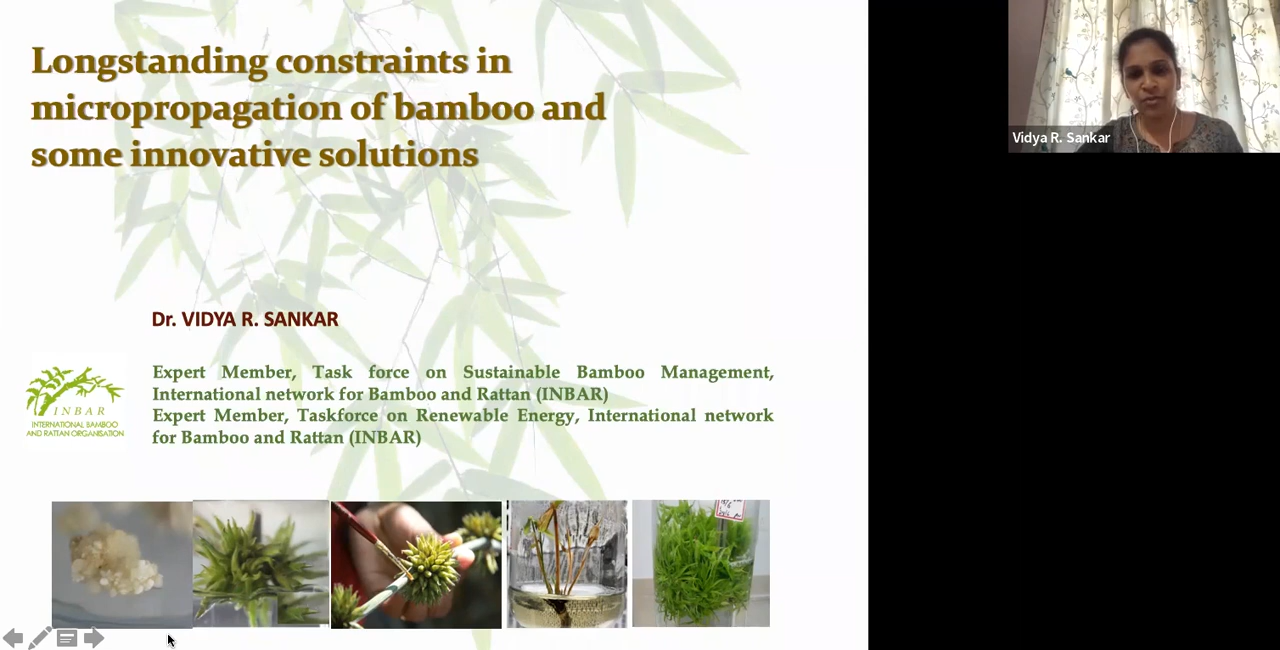 Longstanding constraints in
micropropagation of bamboo and
some innovative solutions
Vidya R. Sankar
Dr. VIDYA R. SANKAR
Expert Member, Task force on Sustainable Bamboo Management,
International network for Bamboo and Rattan (INBAR)
Expert Member, Taskforce on Renewable Energy, International network
for Bamboo and Rattan (INBAR)
INBAR
INTERNATIONAL BAMBOO
AND RATTAN ORGANISATION